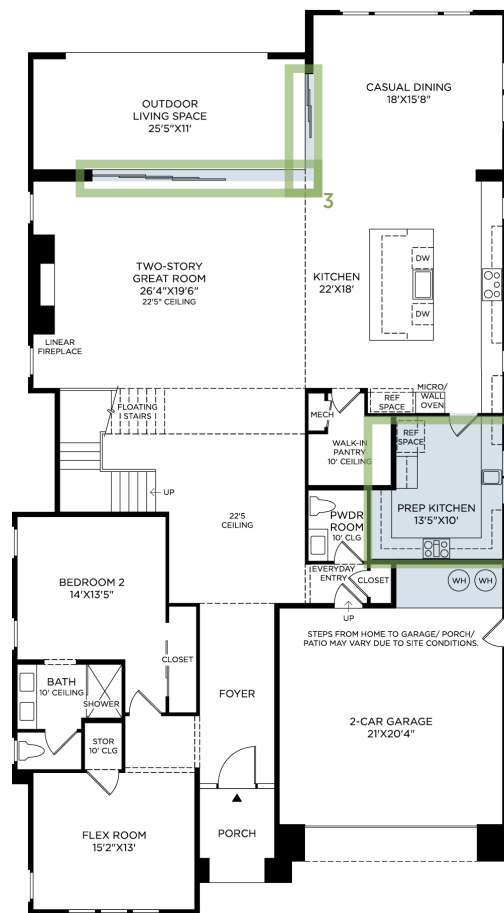 CASUAL DINING
18'X15'8"
OUTDOOR
LIVING SPACE
25'5"X11'
3
TWO-STORY
GREAT ROOM
26'4"X19'6"
22'5" CEILING
KITCHEN
22'X18'
DW
DW
LINEAR
FIREPLACE
MICRO/
WALL
OVEN
REF
SPACE
FLOATING
STAIRS
MECH
WALK-IN
PANTRY
10' CEILING
REF
SPACE
UP
22'5
CEILING
PWDR
ROOM
10' CLG
PREP KITCHEN
13'5"X10'
BEDROOM 2
14'X13'5"
EVERYDAY
ENTRY
CLOSET
WH
WH
UP
STEPS FROM HOME TO GARAGE/ PORCH/
PATIO MAY VARY DUE TO SITE CONDITIONS.
CLOSET
BATH
10' CEILING
SHOWER
FOYER
STOR
10' CLG
2-CAR GARAGE
21'X20'4"
FLEX ROOM
15'2"X13'
PORCH